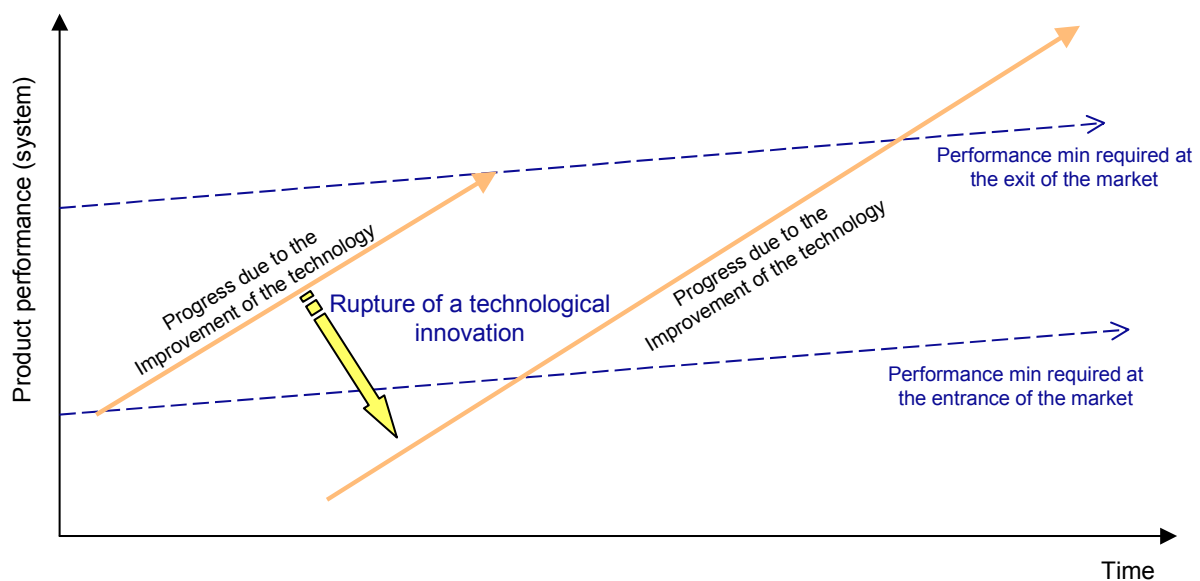 Product performance (system)
Progress due to the
Improvement of the technology
Rupture of a technological
innovation
Progress due to the
Improvement of the technology
Performance min required at
the exit of the market
Performance min required at
the entrance of the market
Time